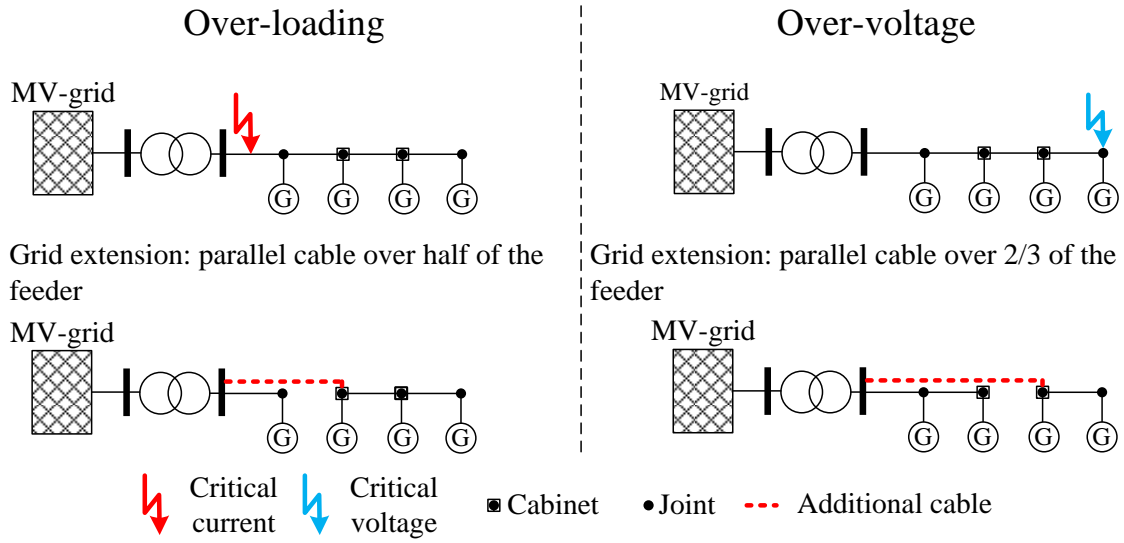 Over-loading
Over-voltage
MV-grid
MV-grid
G
G
G
G
G
G
G
G
Grid extension: parallel cable over half of the
feeder
Grid extension: parallel cable over 2/3 of the
feeder
MV-grid
MV-grid
G
G
G
G
G
G
G
G
Critical
current
Critical
voltage
Cabinet
Joint
Additional cable